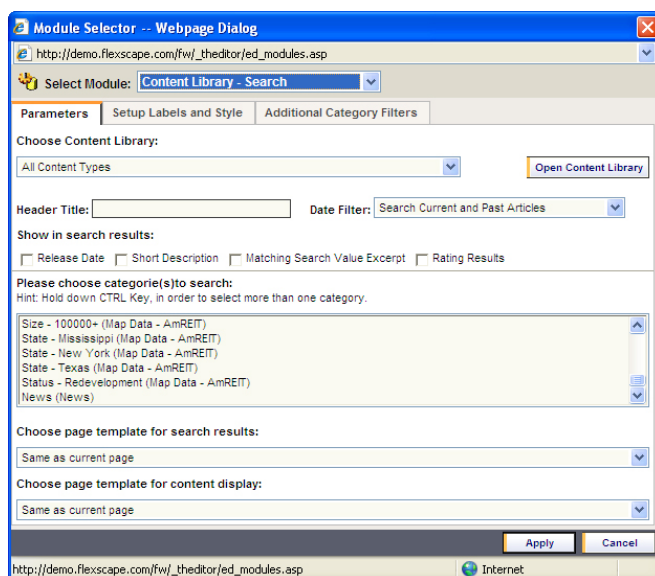 Module Selector -- Webpage Dialog
http://demo.flexscape.com/fw/_theditor/ed_modules.asp
Select Module: Content Library - Search
Parameters Setup Labels and Style Additional Category Filters
Choose Content Library:
All Content Types Open Content Library
Header Title: Date Filter: Search Current and Past Articles
Show in search results:
Release Date Short Description Matching Search Value Excerpt Rating Results
Please choose categorie(s)to search:
Hint: Hold down CTRL Key, in order to select more than one category.
Size - 100000+ (Map Data - AmREIT)
State - Mississippi (Map Data - AmREIT)
State - New York (Map Data - AmREIT)
State - Texas (Map Data - AmREIT)
Status - Redevelopment (Map Data - AmREIT)
News (News)
Choose page template for search results:
Same as current page
Choose page template for content display:
Same as current page
Apply Cancel
http://demo.flexscape.com/fw/_theditor/ed_modules.asp Internet